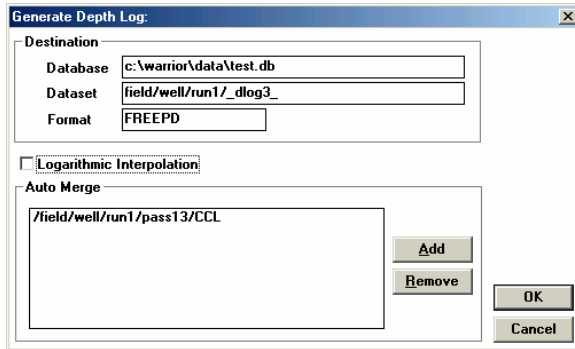 Generate Depth Log:
Destination
Database c:\warrior\data\test.db
Dataset field/well/run1/_dlog3_
Format FREEPD
Logarithmic Interpolation
Auto Merge
/field/well/run1/pass13/CCL
Add
Remove
OK
Cancel